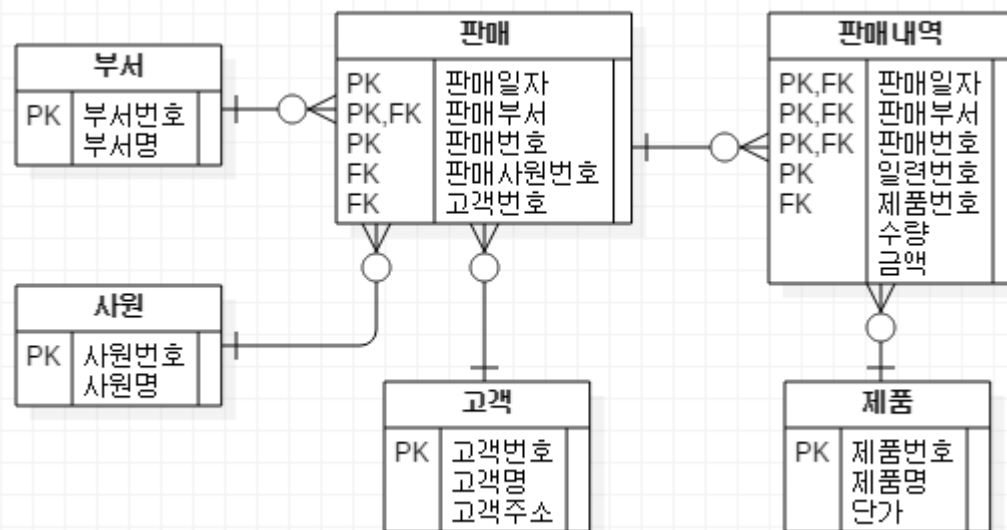 부서
PK 부서번호
부서명
판매
PK 판매일자
PK,FK 판매부서
PK 판매번호
FK 판매사원번호
FK 고객번호
판매내역
PK,FK 판매일자
PK,FK 판매부서
PK,FK 판매번호
PK 일련번호
FK 제품번호
수량
금액
사원
PK 사원번호
사원명
고객
PK 고객번호
고객명
고객주소
제품
PK 제품번호
제품명
단가